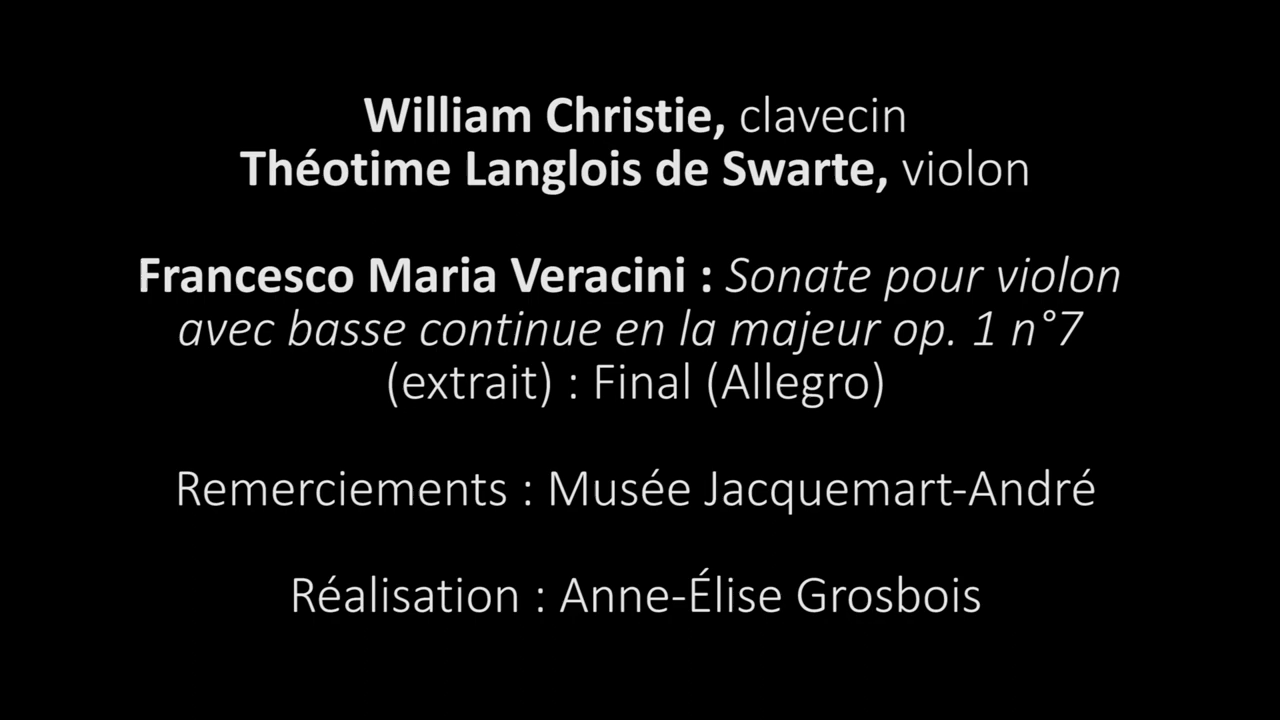 William Christie, clavecin
Théotime Langlois de Swarte, violon
Francesco Maria Veracini : Sonate pour violon
avec basse continue en la majeur op. 1 n°7
(extrait) : Final (Allegro)
Remerciements : Musée Jacquemart-André
Réalisation : Anne-Élise Grosbois